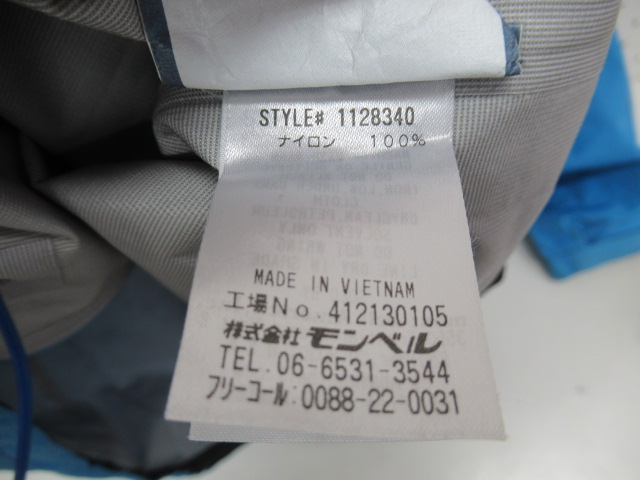 STYLE# 1128340
ナイロン 100%
MADE IN VIETNAM
工場No. 412130105
株式会社 モンベル
TEL. 06-6531-3544
フリーコール: 0088-22-0031